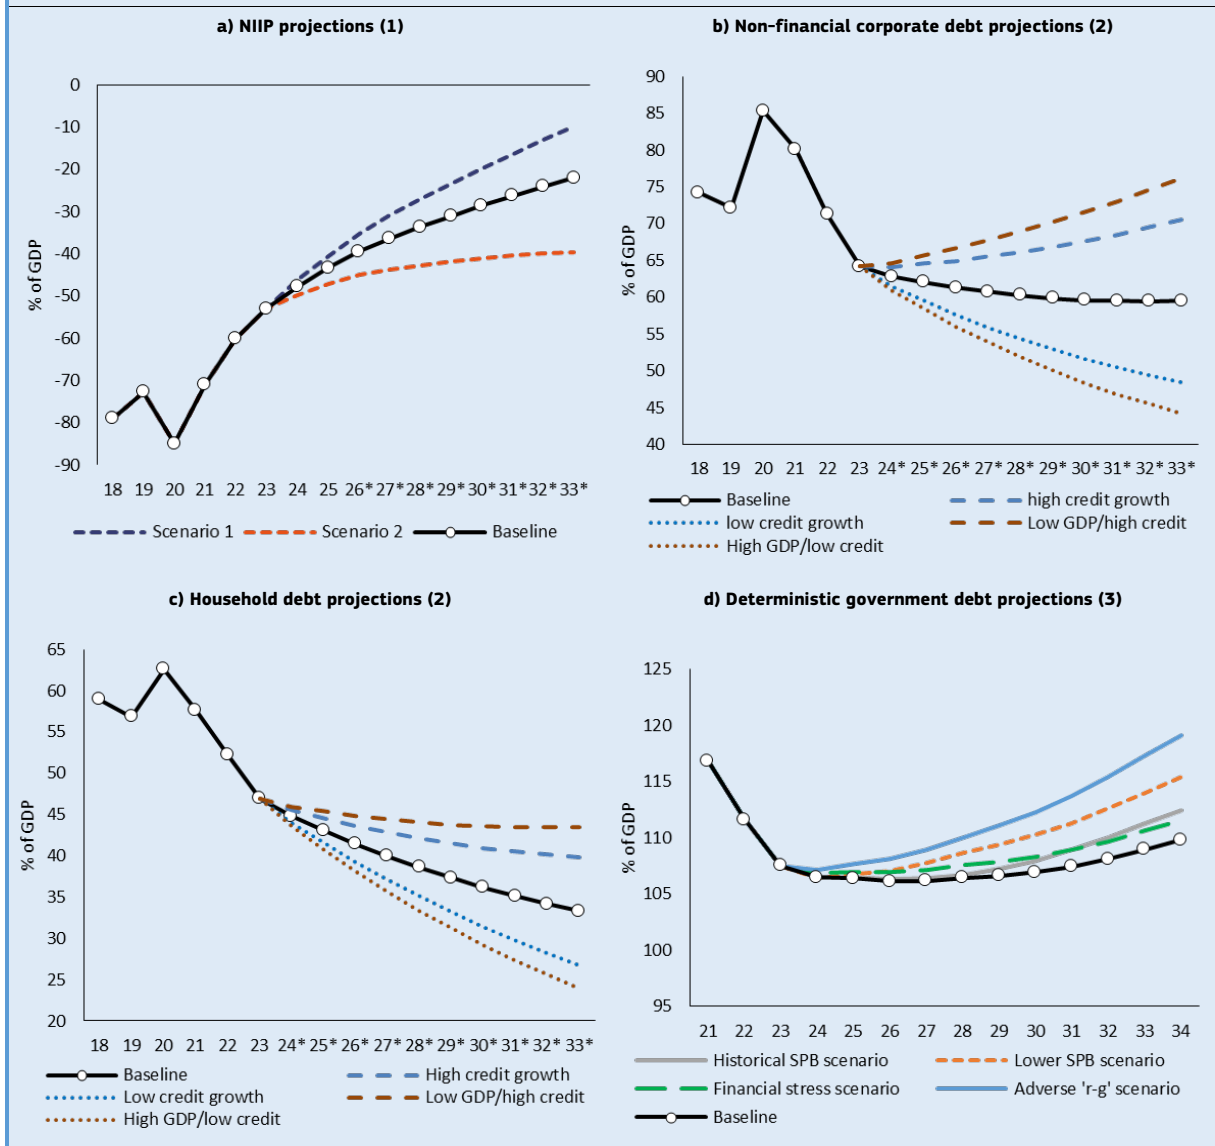 a) NIIP projections (1)
b) Non-financial corporate debt projections (2)
% of GDP
0
-10
-20
-30
-40
-50
-60
-70
-80
-90
18 19 20 21 22 23 24 25 26* 27* 28* 29* 30* 31* 32* 33*
Scenario 1 Scenario 2 Baseline
% of GDP
90
85
80
75
70
65
60
55
50
45
40
18 19 20 21 22 23 24* 25* 26* 27* 28* 29* 30* 31* 32* 33*
Baseline high credit growth
low credit growth Low GDP/high credit
High GDP/low credit
c) Household debt projections (2)
d) Deterministic government debt projections (3)
% of GDP
65
60
55
50
45
40
35
30
25
20
18 19 20 21 22 23 24* 25* 26* 27* 28* 29* 30* 31* 32* 33*
Baseline High credit growth
Low credit growth Low GDP/high credit
High GDP/low credit
% of GDP
125
120
115
110
105
100
95
21 22 23 24 25 26 27 28 29 30 31 32 33 34
Historical SPB scenario Lower SPB scenario
Financial stress scenario Adverse 'r-g' scenario
Baseline